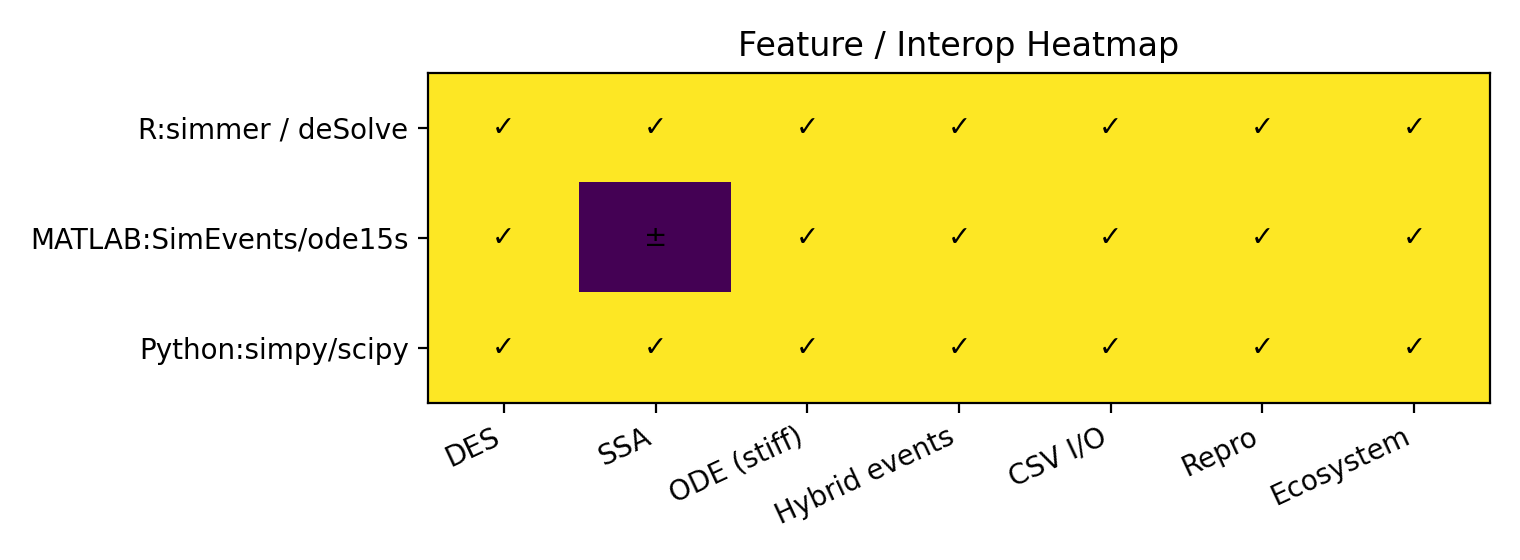 Feature / Interop Heatmap
R:simmer / deSolve ✓ ✓ ✓ ✓ ✓ ✓ ✓
MATLAB:SimEvents/ode15s ✓ ± ✓ ✓ ✓ ✓ ✓
Python:simpy/scipy ✓ ✓ ✓ ✓ ✓ ✓ ✓
DES SSA ODE (stiff) Hybrid events CSV I/O Repro Ecosystem